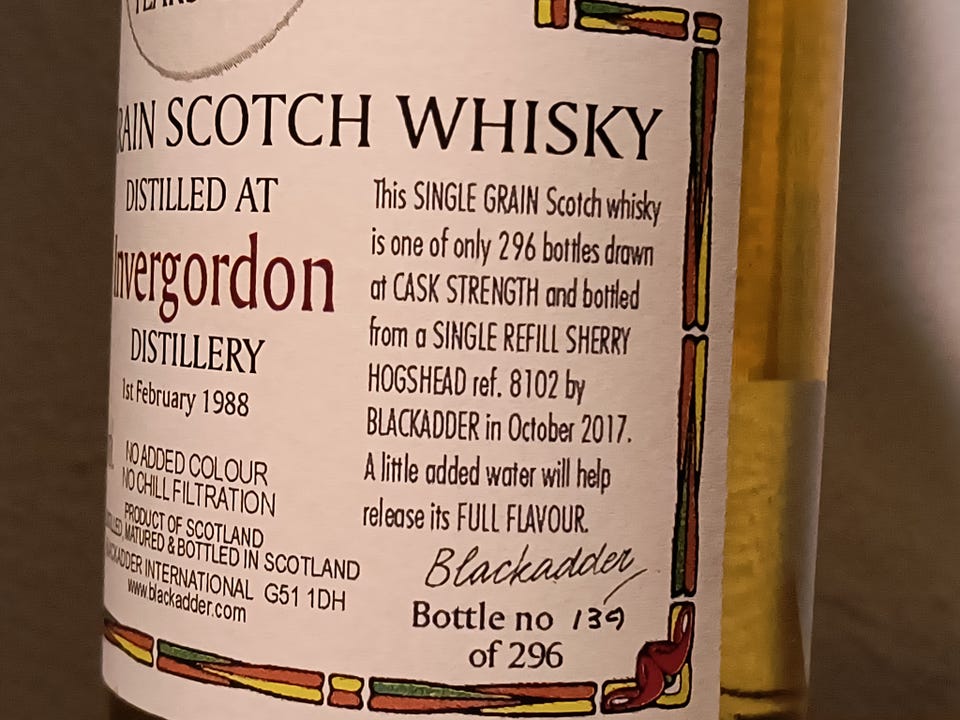 SCOTCH WHISKY
DISTILLED AT
Invergordon
DISTILLERY
1st February 1988
NO ADDED COLOUR
NO CHILL FILTRATION
PRODUCT OF SCOTLAND
MATURED & BOTTLED IN SCOTLAND
INTERNATIONAL G51 1DH
www.blackadder.com
This SINGLE GRAIN Scotch whisky
is one of only 296 bottles drawn
at CASK STRENGTH and bottled
from a SINGLE REFILL SHERRY
HOGSHEAD ref. 8102 by
BLACKADDER in October 2017.
A little added water will help
release its FULL FLAVOUR.
Blackadder
Bottle no 139
of 296